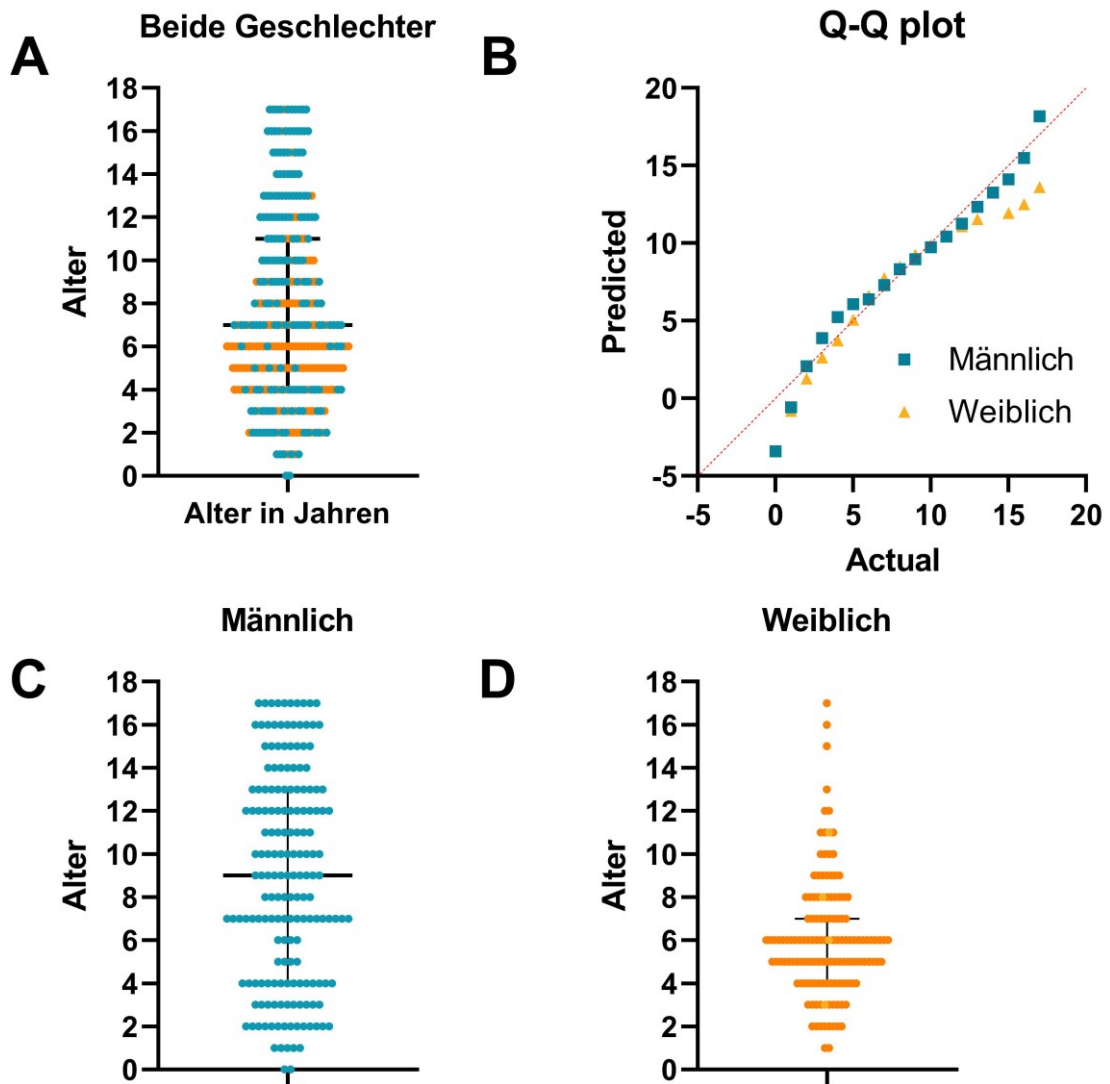 A
Beide Geschlechter
Alter
18
16
14
12
10
8
6
4
2
0
Alter in Jahren
B
Q-Q plot
Predicted
20
15
10
5
0
-5
-5 0 5 10 15 20
Actual
Männlich
Weiblich
C
Männlich
Alter
18
16
14
12
10
8
6
4
2
0
D
Weiblich
Alter
18
16
14
12
10
8
6
4
2
0